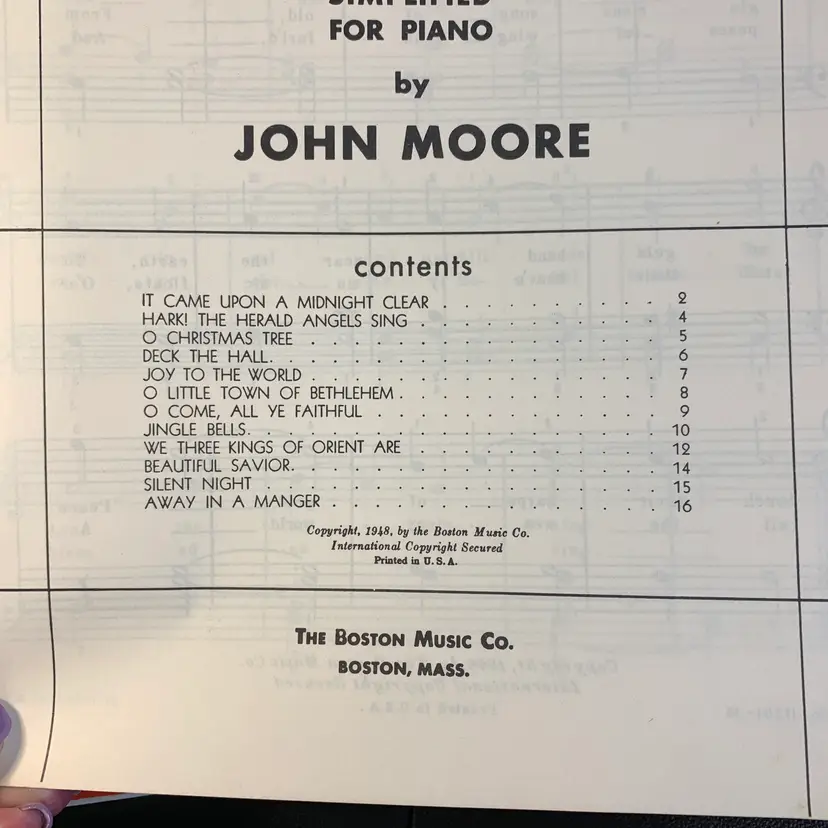 SIMPLIFIED
FOR PIANO
by
JOHN MOORE
contents
IT CAME UPON A MIDNIGHT CLEAR . . . . . . . . . . 2
HARK! THE HERALD ANGELS SING . . . . . . . . . . . 4
O CHRISTMAS TREE . . . . . . . . . . . . . . . 5
DECK THE HALL. . . . . . . . . . . . . . . . . 6
JOY TO THE WORLD . . . . . . . . . . . . . . . 7
O LITTLE TOWN OF BETHLEHEM . . . . . . . . . . . . 8
O COME, ALL YE FAITHFUL . . . . . . . . . . . . . 9
JINGLE BELLS. . . . . . . . . . . . . . . . . . 10
WE THREE KINGS OF ORIENT ARE . . . . . . . . . . . 12
BEAUTIFUL SAVIOR. . . . . . . . . . . . . . . . 14
SILENT NIGHT . . . . . . . . . . . . . . . . . 15
AWAY IN A MANGER . . . . . . . . . . . . . . . 16
Copyright, 1948, by the Boston Music Co.
International Copyright Secured
Printed in U. S. A.
THE BOSTON MUSIC CO.
BOSTON, MASS.